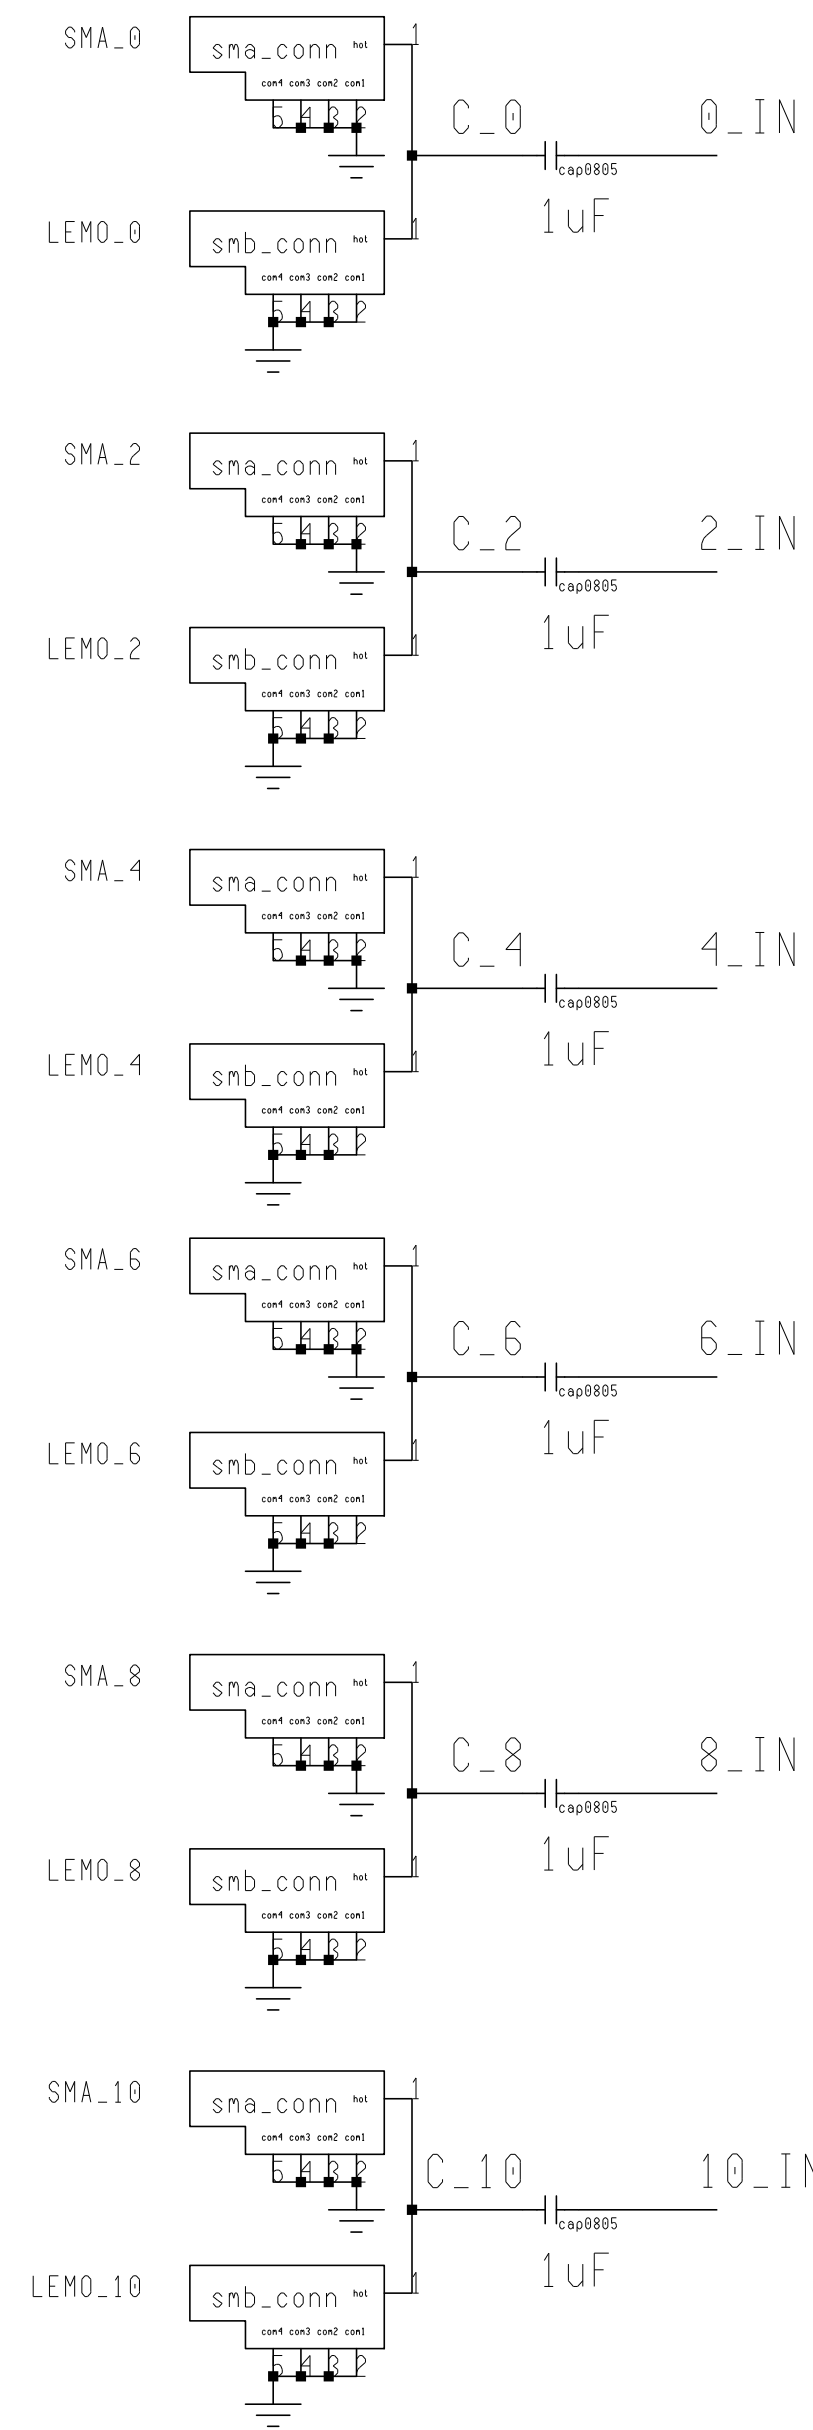 SMA_0
sma_conn hot 1
com4 com3 com2 com1
5 4 3 2
C_0 0_IN
cap0805
1uF
LEMO_0
smb_conn hot 1
com4 com3 com2 com1
5 4 3 2
SMA_2
sma_conn hot 1
com4 com3 com2 com1
5 4 3 2
C_2 2_IN
cap0805
1uF
LEMO_2
smb_conn hot 1
com4 com3 com2 com1
5 4 3 2
SMA_4
sma_conn hot 1
com4 com3 com2 com1
5 4 3 2
C_4 4_IN
cap0805
1uF
LEMO_4
smb_conn hot 1
com4 com3 com2 com1
5 4 3 2
SMA_6
sma_conn hot 1
com4 com3 com2 com1
5 4 3 2
C_6 6_IN
cap0805
1uF
LEMO_6
smb_conn hot 1
com4 com3 com2 com1
5 4 3 2
SMA_8
sma_conn hot 1
com4 com3 com2 com1
5 4 3 2
C_8 8_IN
cap0805
1uF
LEMO_8
smb_conn hot 1
com4 com3 com2 com1
5 4 3 2
SMA_10
sma_conn hot 1
com4 com3 com2 com1
5 4 3 2
C_10 10_IN
cap0805
1uF
LEMO_10
smb_conn hot 1
com4 com3 com2 com1
5 4 3 2